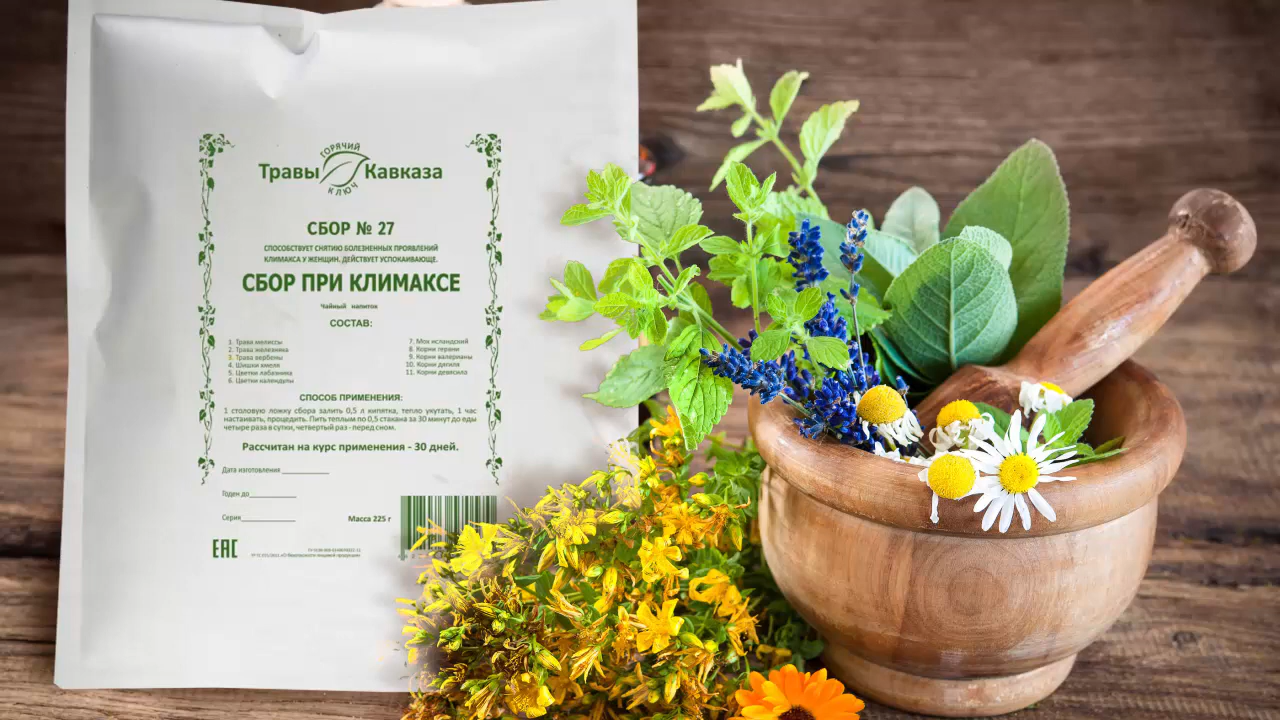 ГОРЯЧИЙ
Травы Кавказа
КЛЮЧ
СБОР № 27
СПОСОБСТВУЕТ СНЯТИЮ БОЛЕЗНЕННЫХ ПРОЯВЛЕНИЙ
КЛИМАКСА У ЖЕНЩИН. ДЕЙСТВУЕТ УСПОКАИВАЮЩЕ.
СБОР ПРИ КЛИМАКСЕ
Чайный напиток
СОСТАВ:
1. Трава мелиссы
2. Трава железняка
3. Трава вербены
4. Шишки хмеля
5. Цветки лабазника
6. Цветки календулы
7. Мох исландский
8. Корни герани
9. Корни валерианы
10. Корни дягиля
11. Корни девясила
СПОСОБ ПРИМЕНЕНИЯ:
1 столовую ложку сбора залить 0,5 л кипятка, тепло укутать, 1 час
настаивать, процедить. Пить теплым по 0,5 стакана за 30 минут до еды
четыре раза в сутки, четвертый раз - перед сном.
Рассчитан на курс применения - 30 дней.
Дата изготовления
Годен до
Серия
Масса 225 г
EAC